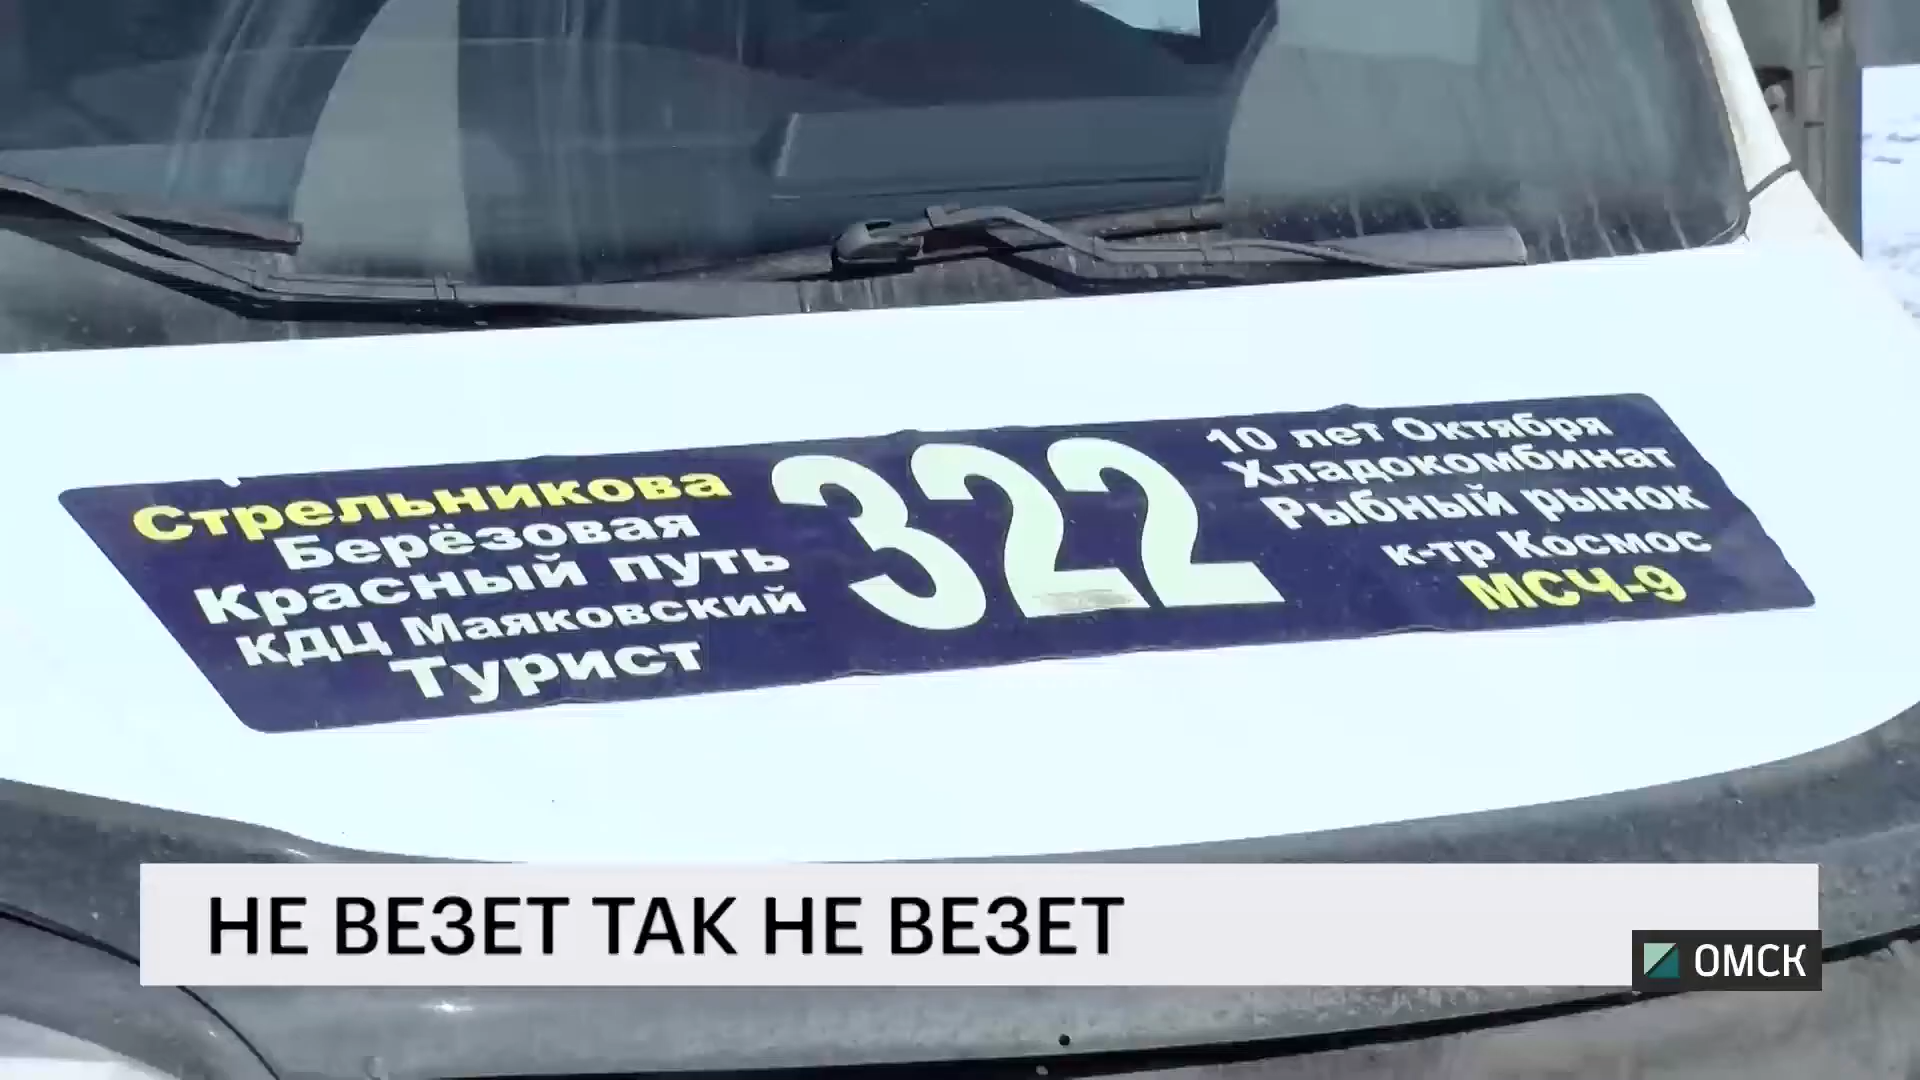 Стрельникова
Берёзовая
Красный путь
КДЦ Маяковский
Турист
322
10 лет Октября
Хладокомбинат
Рыбный рынок
к-тр Космос
МСЧ-9
НЕ ВЕЗЕТ ТАК НЕ ВЕЗЕТ
ОМСК